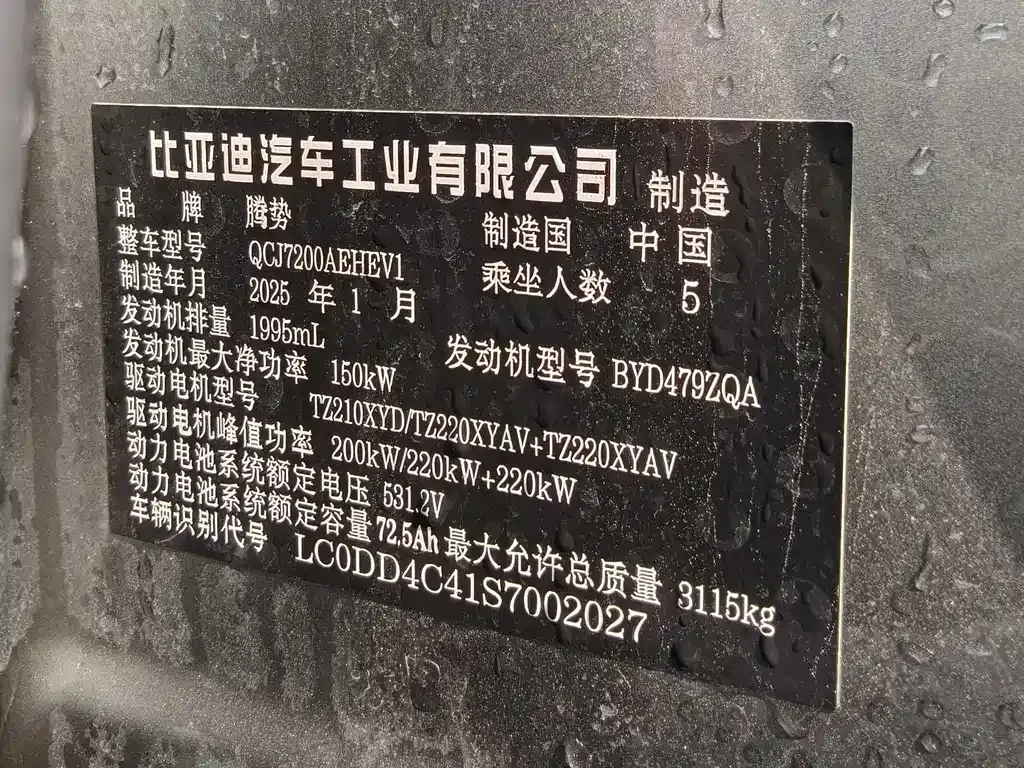 比亚迪汽车工业有限公司 制造
品 牌 腾势 制造国 中国
整车型号 QCJ7200AEHEV1 乘坐人数 5
制造年月 2025 年 1 月
发动机排量 1995mL 发动机型号 BYD479ZQA
发动机最大净功率 150kW
驱动电机型号 TZ210XYD/TZ220XYAV+TZ220XYAV
驱动电机峰值功率 200kW/220kW+220kW
动力电池系统额定电压 531.2V
动力电池系统额定容量 72.5Ah 最大允许总质量 3115kg
车辆识别代号 LC0DD4C41S7002027